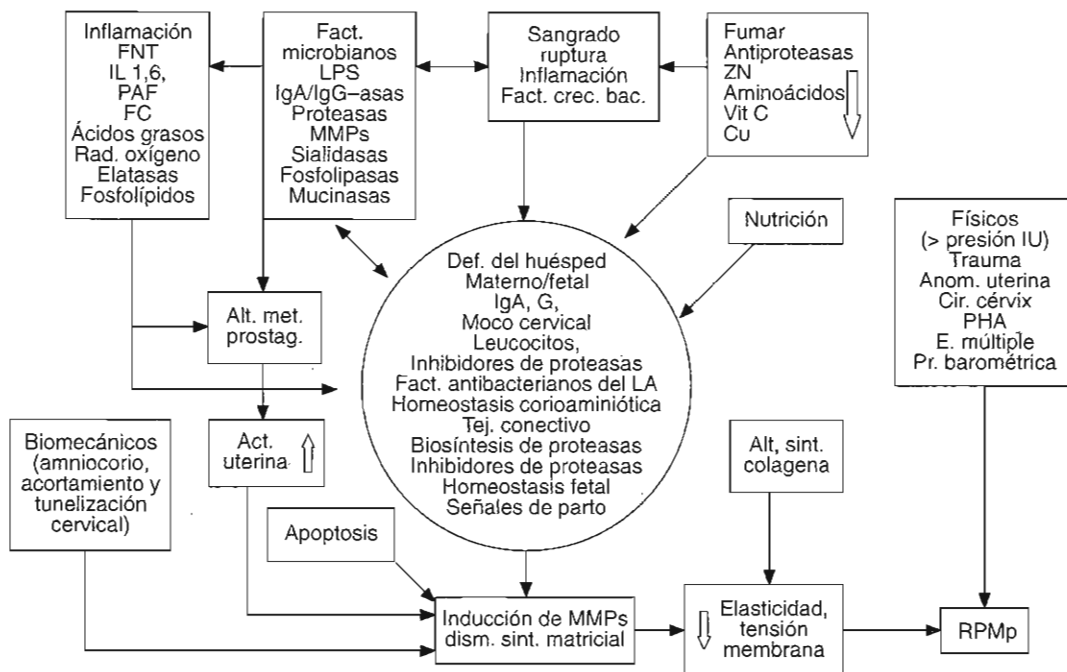 Inflamación
FNT
IL 1,6,
PAF
FC
Ácidos grasos
Rad. oxígeno
Elatasas
Fosfolípidos
Fact.
microbianos
LPS
IgA/IgG–asas
Proteasas
MMPs
Sialidasas
Fosfolipasas
Mucinasas
Sangrado
ruptura
Inflamación
Fact. crec. bac.
Fumar
Antiproteasas
ZN
Aminoácidos
Vit C
Cu
Nutrición
Físicos
(> presión IU)
Trauma
Anom. uterina
Cir. cérvix
PHA
E. múltiple
Pr. barométrica
Def. del huésped
Materno/fetal
IgA, G,
Moco cervical
Leucocitos,
Inhibidores de proteasas
Fact. antibacterianos del LA
Homeostasis corioaminiótica
Tej. conectivo
Biosíntesis de proteasas
Inhibidores de proteasas
Homeostasis fetal
Señales de parto
Alt. met.
prostag.
Act.
uterina
Biomecánicos
(amniocorio,
acortamiento y
tunelización
cervical)
Apoptosis
Alt, sint.
colagena
Inducción de MMPs
dism. sint. matricial
Elasticidad,
tensión
membrana
RPMp